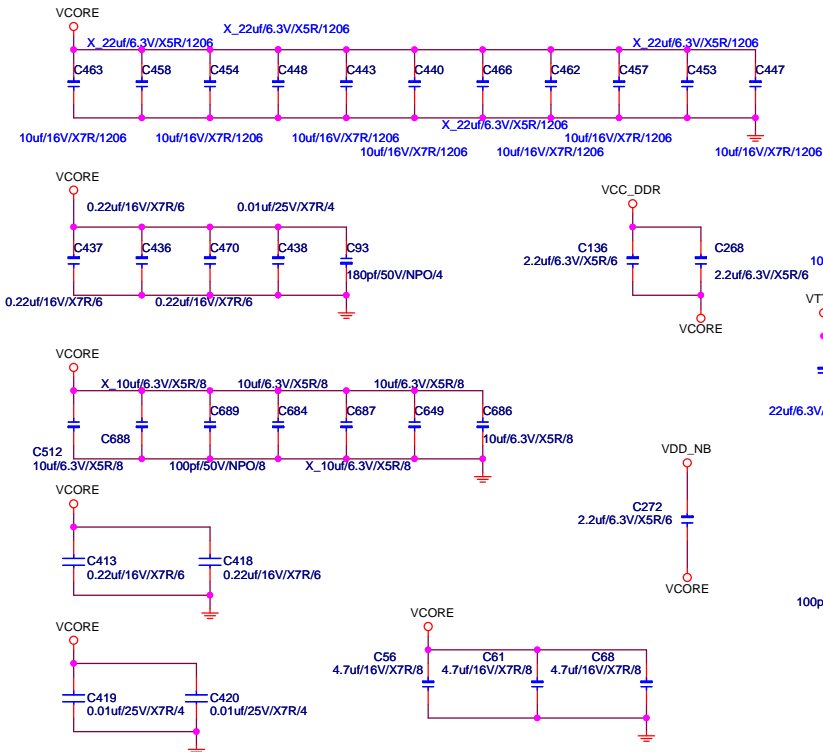 VCORE
X_22uf/6.3V/X5R/1206
X_22uf/6.3V/X5R/1206
X_22uf/6.3V/X5R/1206
C463
C458
C454
C448
C443
C440
C466
C462
C457
C453
C447
X_22uf/6.3V/X5R/1206
10uf/16V/X7R/1206
10uf/16V/X7R/1206
10uf/16V/X7R/1206
10uf/16V/X7R/1206
10uf/16V/X7R/1206
10uf/16V/X7R/1206
10uf/16V/X7R/1206
VCORE
0.22uf/16V/X7R/6
0.01uf/25V/X7R/4
C437
C436
C470
C438
C93
180pf/50V/NPO/4
0.22uf/16V/X7R/6
0.22uf/16V/X7R/6
VCC_DDR
C136
2.2uf/6.3V/X5R/6
C268
2.2uf/6.3V/X5R/6
VCORE
10
VT
22uf/6.3V/
VCORE
X_10uf/6.3V/X5R/8
10uf/6.3V/X5R/8
10uf/6.3V/X5R/8
C512
10uf/6.3V/X5R/8
C688
C689
C684
C687
C649
C686
10uf/6.3V/X5R/8
100pf/50V/NPO/8
X_10uf/6.3V/X5R/8
VDD_NB
C272
2.2uf/6.3V/X5R/6
VCORE
100p
VCORE
C413
0.22uf/16V/X7R/6
C418
0.22uf/16V/X7R/6
VCORE
C419
0.01uf/25V/X7R/4
C420
0.01uf/25V/X7R/4
VCORE
C56
4.7uf/16V/X7R/8
C61
4.7uf/16V/X7R/8
C68
4.7uf/16V/X7R/8